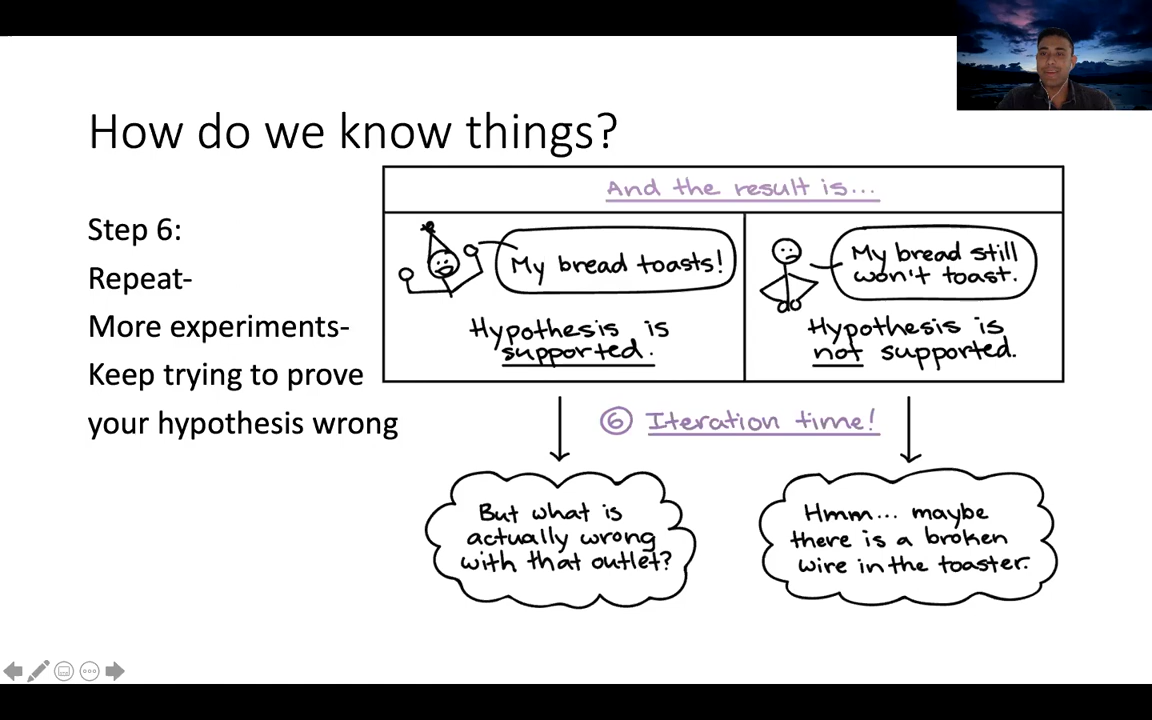 How do we know things?
Step 6:
Repeat-
More experiments-
Keep trying to prove
your hypothesis wrong
And the result is...
My bread toasts!
Hypothesis is
supported.
My bread still
won't toast.
Hypothesis is
not supported.
⑥ Iteration time!
But what is
actually wrong
with that outlet?
Hmm... maybe
there is a broken
wire in the toaster.